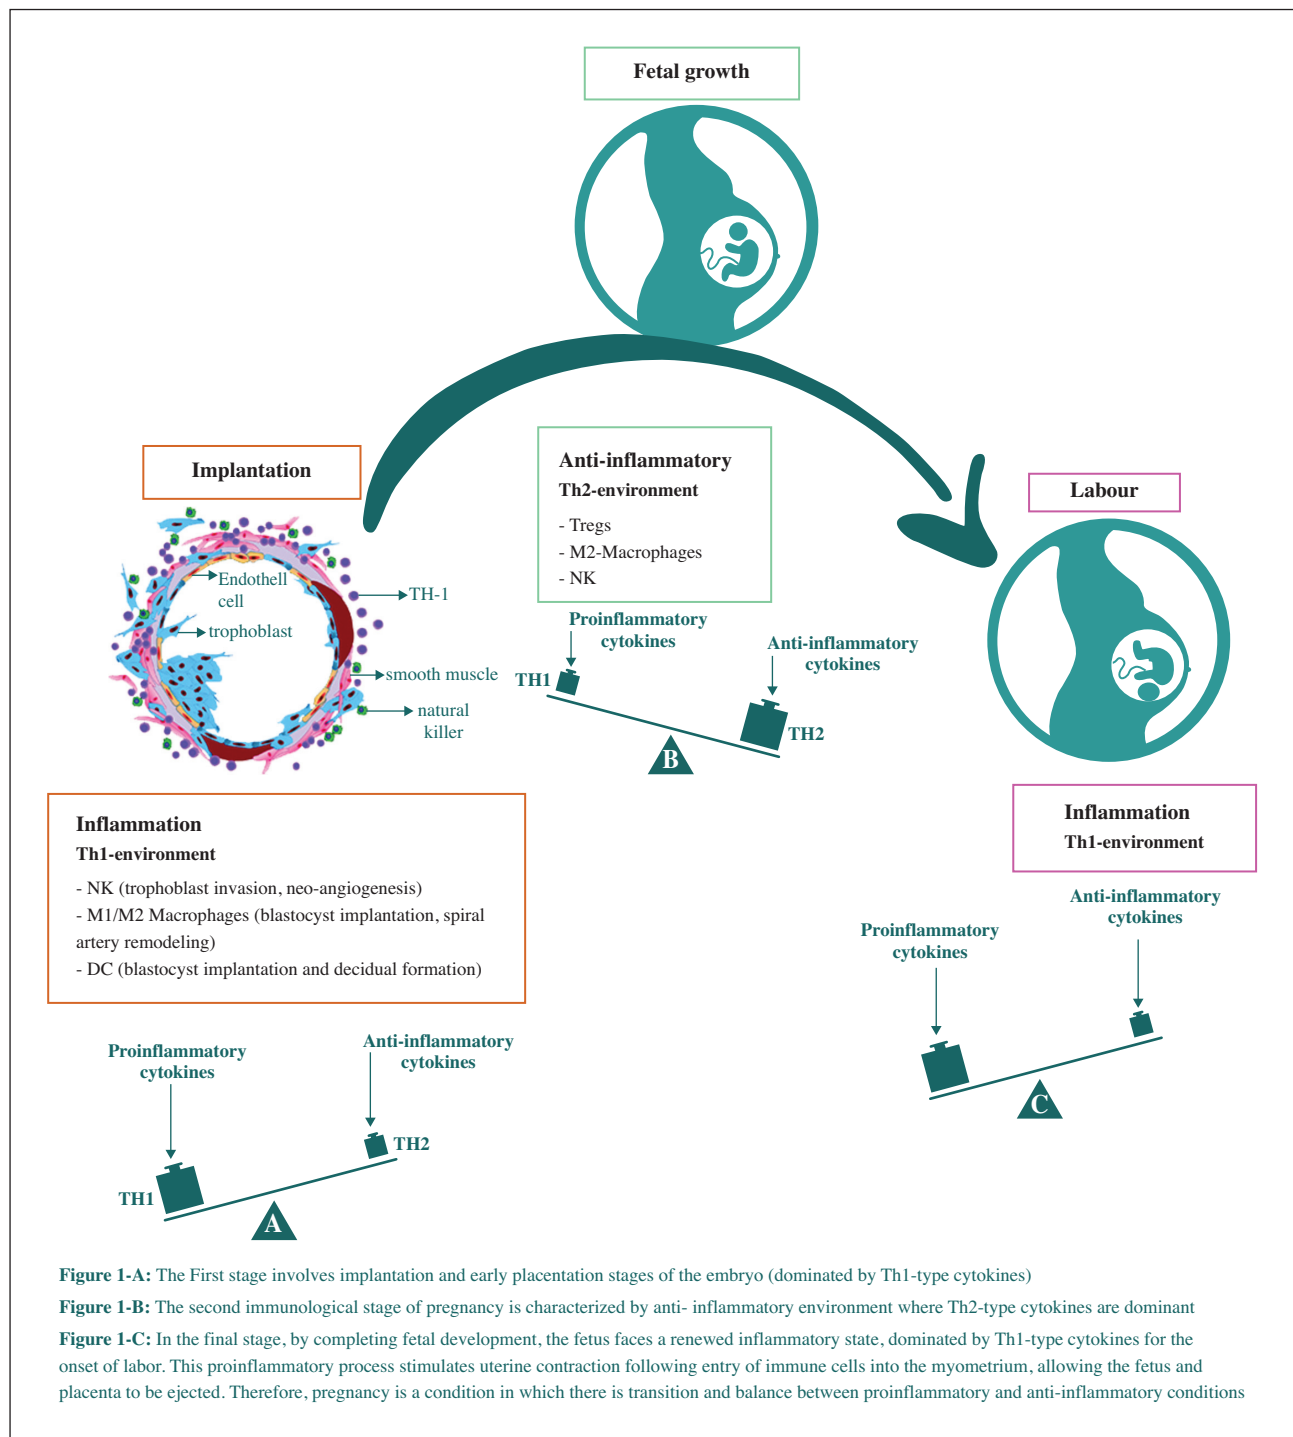 Fetal growth
Implantation
Endothell
cell
trophoblast
TH-1
smooth muscle
natural
killer
Anti-inflammatory
Th2-environment
- Tregs
- M2-Macrophages
- NK
Proinflammatory
cytokines
Anti-inflammatory
cytokines
TH1
TH2
B
Labour
Inflammation
Th1-environment
- NK (trophoblast invasion, neo-angiogenesis)
- M1/M2 Macrophages (blastocyst implantation, spiral
artery remodeling)
- DC (blastocyst implantation and decidual formation)
Proinflammatory
cytokines
Anti-inflammatory
cytokines
TH1
TH2
A
Inflammation
Th1-environment
Proinflammatory
cytokines
Anti-inflammatory
cytokines
C
Figure 1-A: The First stage involves implantation and early placentation stages of the embryo (dominated by Th1-type cytokines)
Figure 1-B: The second immunological stage of pregnancy is characterized by anti- inflammatory environment where Th2-type cytokines are dominant
Figure 1-C: In the final stage, by completing fetal development, the fetus faces a renewed inflammatory state, dominated by Th1-type cytokines for the
onset of labor. This proinflammatory process stimulates uterine contraction following entry of immune cells into the myometrium, allowing the fetus and
placenta to be ejected. Therefore, pregnancy is a condition in which there is transition and balance between proinflammatory and anti-inflammatory conditions